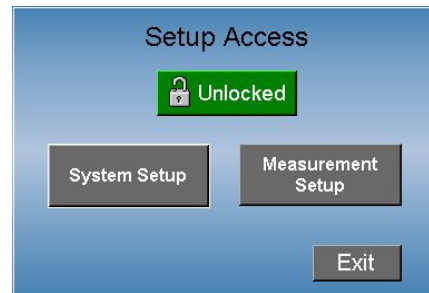 Setup Access
Unlocked
System Setup
Measurement
Setup
Exit